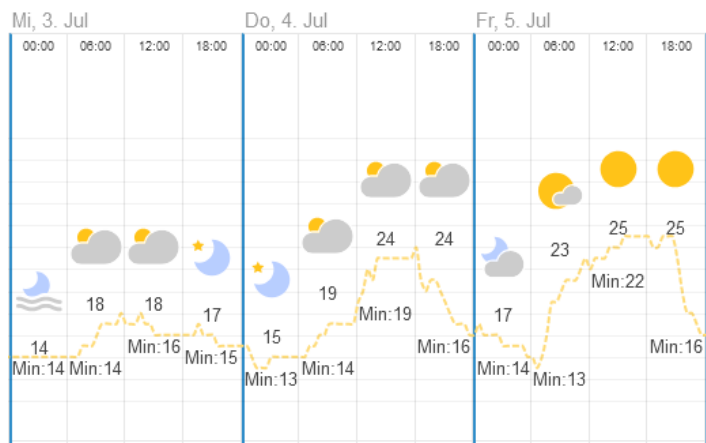 Mi, 3. Jul Do, 4. Jul Fr, 5. Jul
00:00 06:00 12:00 18:00 00:00 06:00 12:00 18:00 00:00 06:00 12:00 18:00
14 18 18 17 15 19 24 24 17 23 25 25
Min:14 Min:14 Min:16 Min:15 Min:13 Min:14 Min:19 Min:16 Min:14 Min:13 Min:22 Min:16